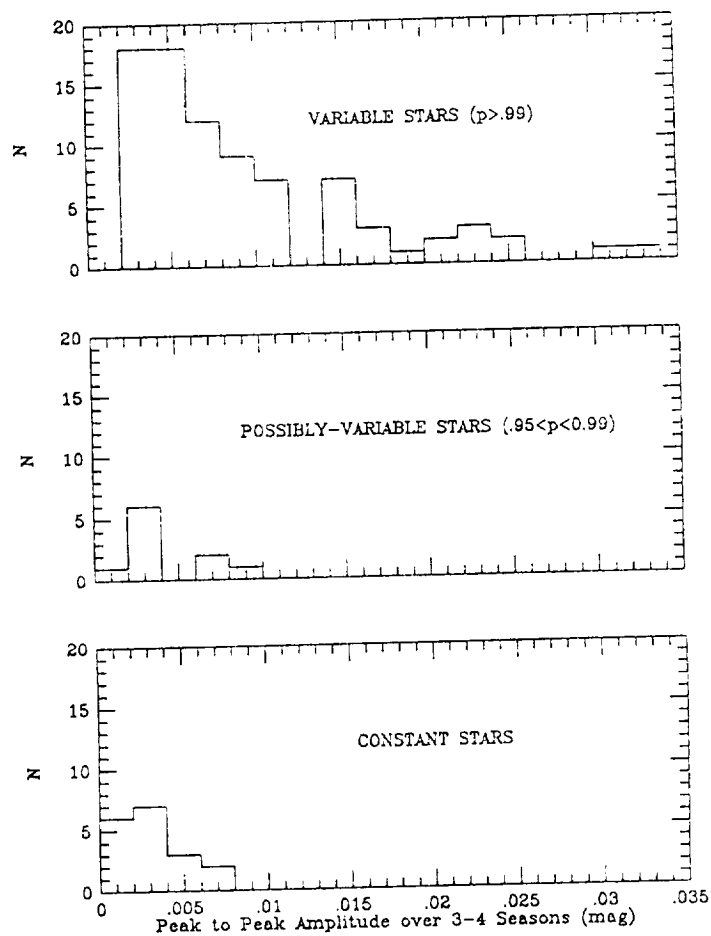 20
15
VARIABLE STARS (p>.99)
N
10
5
0
20
15
POSSIBLY-VARIABLE STARS (.95<p<0.99)
N
10
5
0
20
15
CONSTANT STARS
N
10
5
0
0 .005 .01 .015 .02 .025 .03 .035
Peak to Peak Amplitude over 3-4 Seasons (mag)